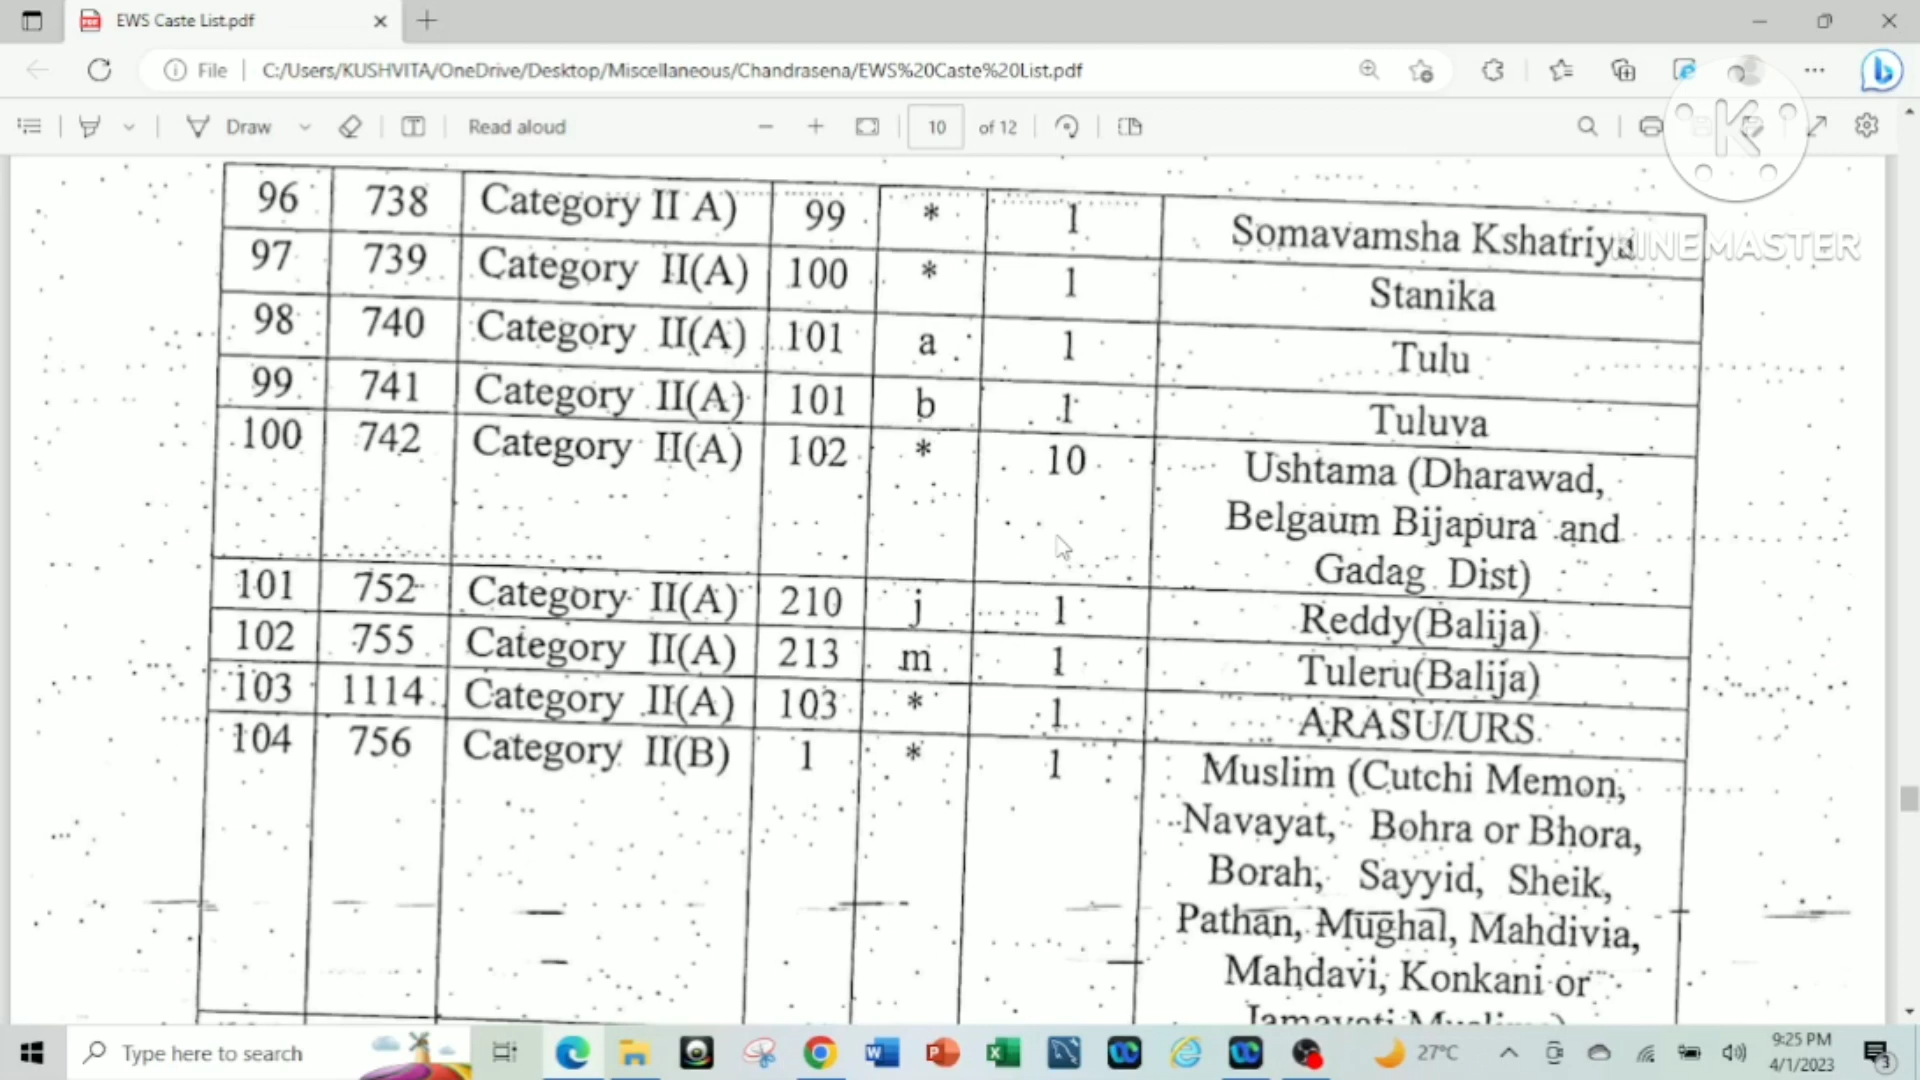 EWS Caste List.pdf
File
C:/Users/KUSHVITA/OneDrive/Desktop/Miscellaneous/Chandrasena/EWS%20Caste%20List.pdf
Draw
Read aloud
10 of 12
K
KINEMASTER
96 738 Category II A) 99 * 1 Somavamsha Kshatriya
97 739 Category II(A) 100 * 1 Stanika
98 740 Category II(A) 101 a 1 Tulu
99 741 Category II(A) 101 b 1 Tuluva
100 742 Category II(A) 102 * 10 Ushtama (Dharawad,
Belgaum Bijapura and
Gadag Dist)
101 752 Category II(A) 210 j 1 Reddy(Balija)
102 755 Category II(A) 213 m 1 Tuleru(Balija)
103 1114 Category II(A) 103 * 1 ARASU/URS
104 756 Category II(B) 1 * 1 Muslim (Cutchi Memon,
Navayat, Bohra or Bhora,
Borah, Sayyid, Sheik,
Pathan, Mughal, Mahdivia,
Mahdavi, Konkani or
Jamayati Muslims)
Type here to search
27°C
9:25 PM
4/1/2023
3